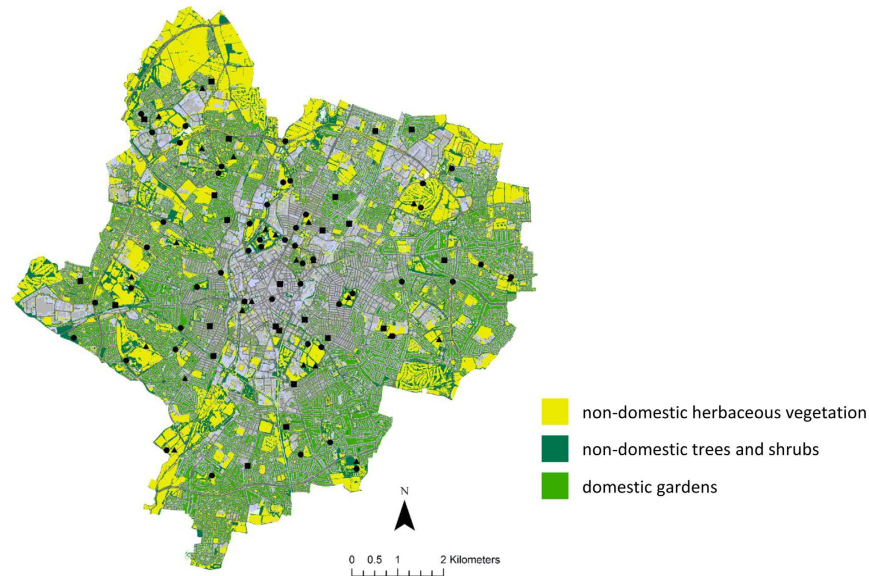 non-domestic herbaceous vegetation
non-domestic trees and shrubs
domestic gardens
N
0 0.5 1 2 Kilometers